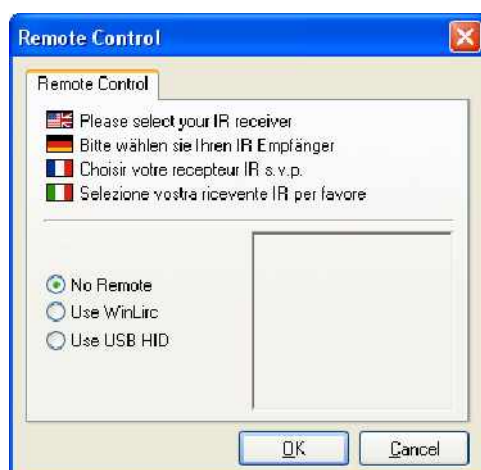 Remote Control
Remote Control
Please select your IR receiver
Bitte wählen sie Ihren IR Empfänger
Choisir votre recepteur IR s.v.p.
Selezione vostra ricevente IR per favore
No Remote
Use WinLirc
Use USB HID
OK
Cancel